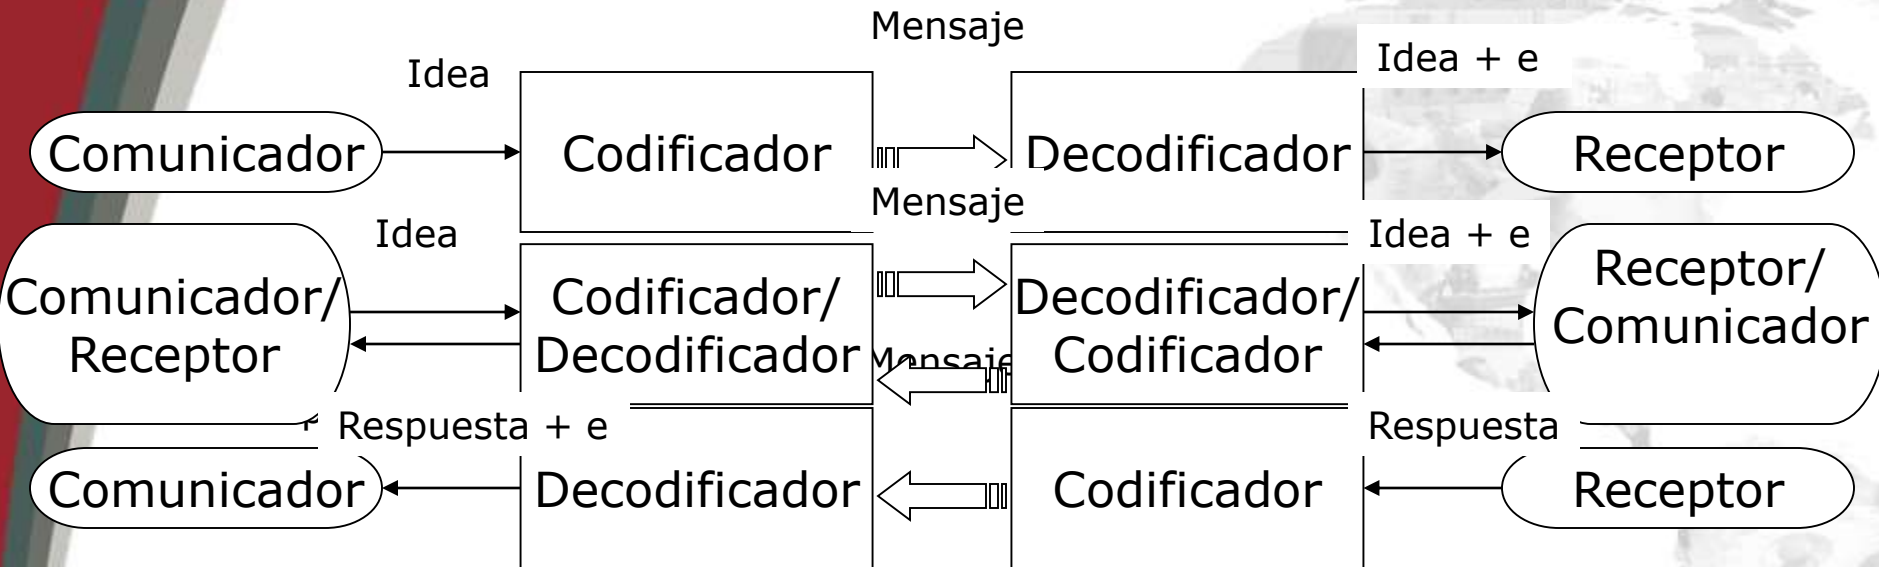 Mensaje
Idea
Idea + e
Comunicador
Codificador
Decodificador
Receptor
Mensaje
Idea
Idea + e
Comunicador/
Receptor
Codificador/
Decodificador
Decodificador/
Codificador
Receptor/
Comunicador
Mensaje
Respuesta + e
Respuesta
Comunicador
Decodificador
Codificador
Receptor